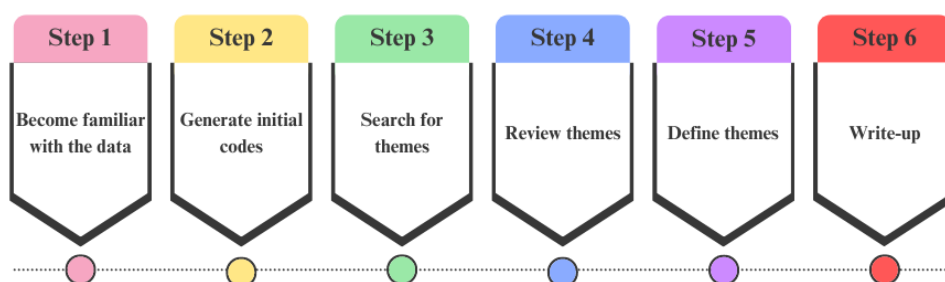 Step 1
Become familiar
with the data
Step 2
Generate initial
codes
Step 3
Search for
themes
Step 4
Review themes
Step 5
Define themes
Step 6
Write-up